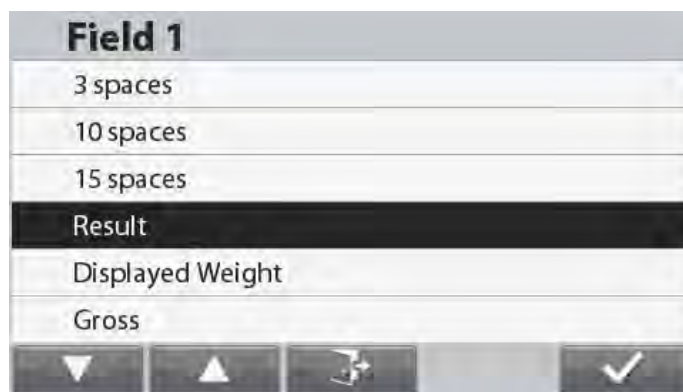 Field 1
3 spaces
10 spaces
15 spaces
Result
Displayed Weight
Gross